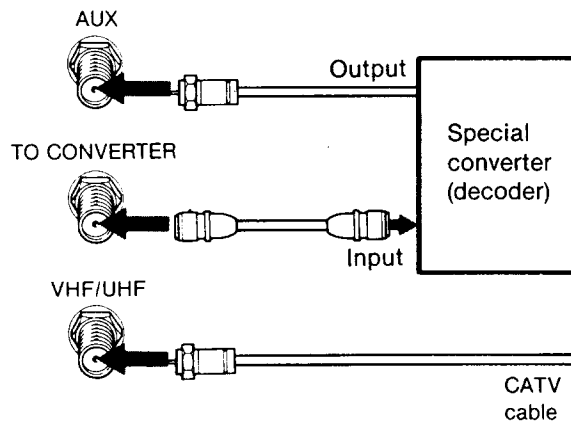 AUX
Output
Special
converter
(decoder)
TO CONVERTER
Input
VHF/UHF
CATV
cable